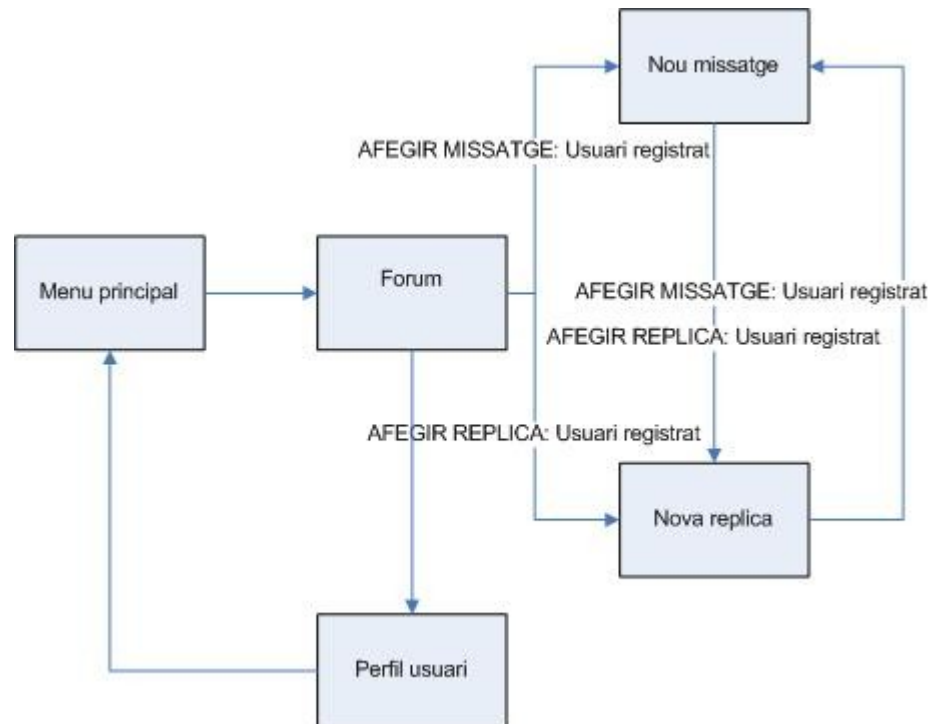 Nou missatge
AFEGIR MISSATGE: Usuari registrat
Menu principal
Forum
AFEGIR MISSATGE: Usuari registrat
AFEGIR REPLICA: Usuari registrat
AFEGIR REPLICA: Usuari registrat
Nova replica
Perfil usuari